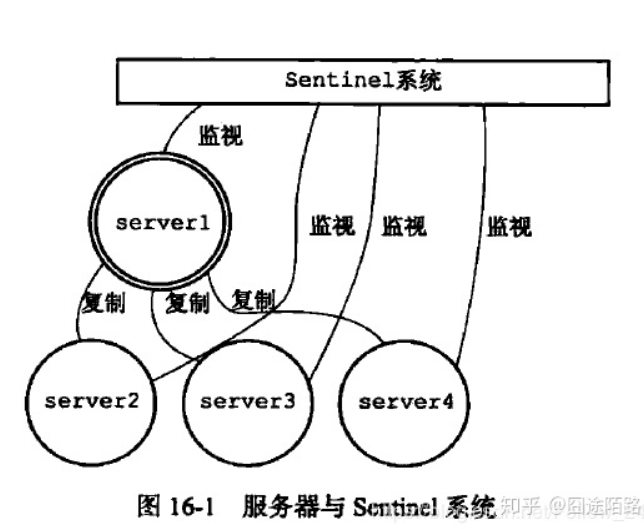 Sentinel系统
监视
server1
监视
监视
监视
复制
复制
复制
server2
server3
server4
图 16-1 服务器与 Sentinel 系统
知乎 @囧途陌路